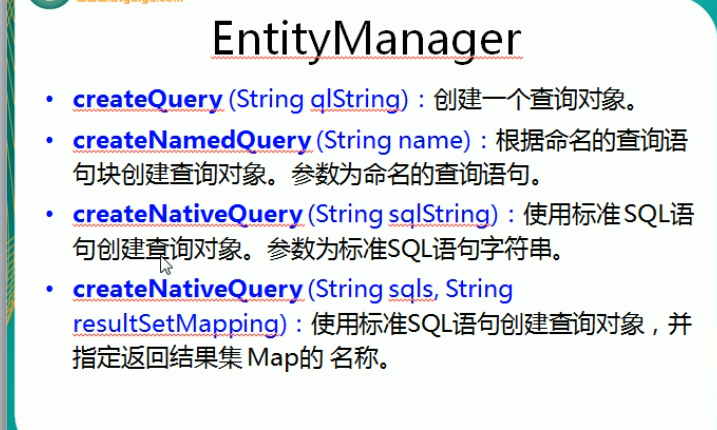 EntityManager
• createQuery (String qlString)：创建一个查询对象。
• createNamedQuery (String name)：根据命名的查询语
句块创建查询对象。参数为命名的查询语句。
• createNativeQuery (String sqlString)：使用标准 SQL语
句创建查询对象。参数为标准SQL语句字符串。
• createNativeQuery (String sqls, String
resultSetMapping)：使用标准SQL语句创建查询对象，并
指定返回结果集 Map的 名称。